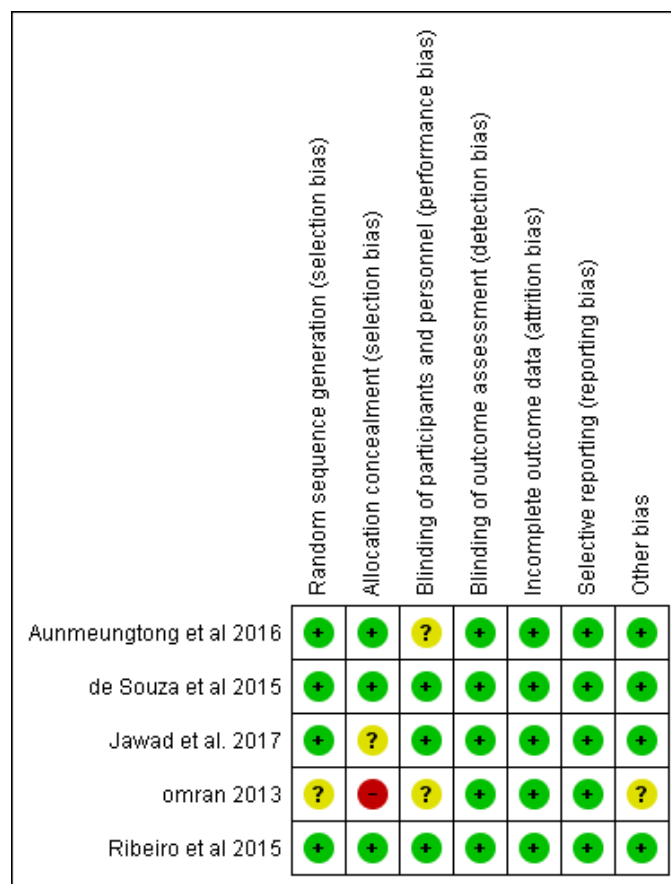 Random sequence generation (selection bias)
Allocation concealment (selection bias)
Blinding of participants and personnel (performance bias)
Blinding of outcome assessment (detection bias)
Incomplete outcome data (attrition bias)
Selective reporting (reporting bias)
Other bias
Aunmeungtong et al 2016 + + ? + + + +
de Souza et al 2015 + + + + + + +
Jawad et al. 2017 + ? + + + + +
omran 2013 ? - ? + + + ?
Ribeiro et al 2015 + + + + + + +